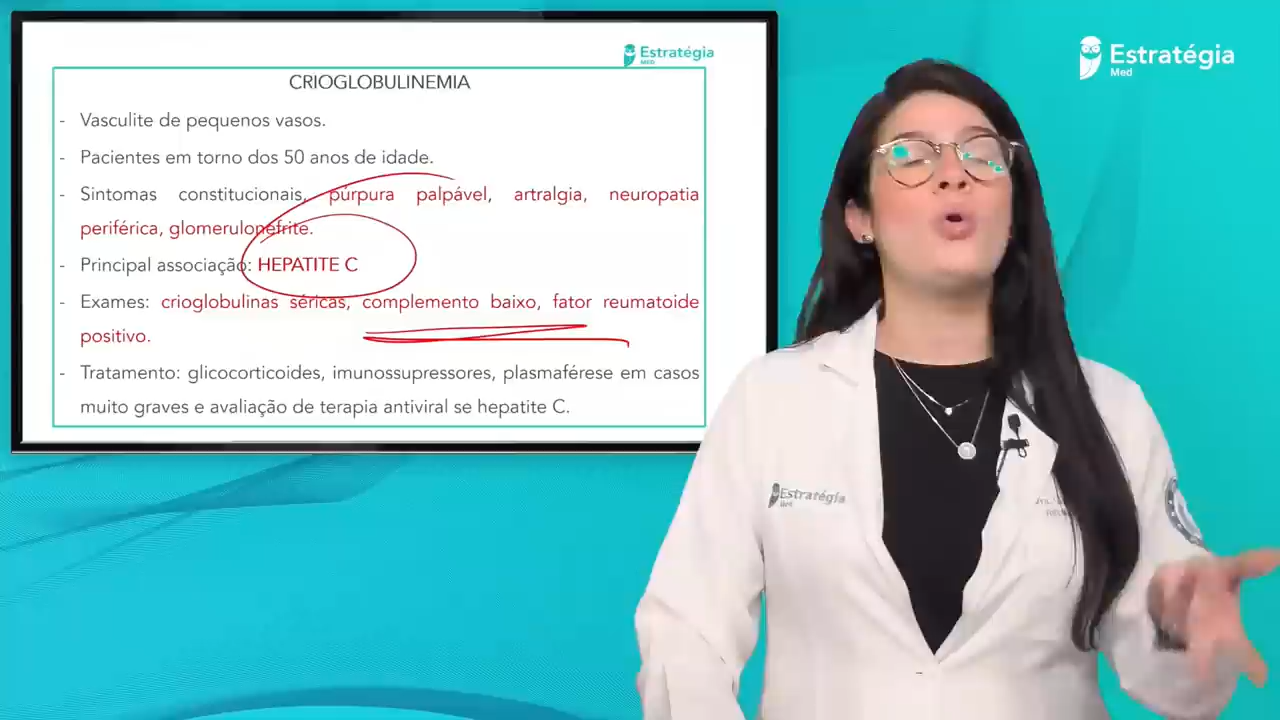 Estratégia
MED
CRIOGLOBULINEMIA
- Vasculite de pequenos vasos.
- Pacientes em torno dos 50 anos de idade.
- Sintomas constitucionais, púrpura palpável, artralgia, neuropatia
periférica, glomerulonefrite.
- Principal associação: HEPATITE C
- Exames: crioglobulinas séricas, complemento baixo, fator reumatoide
positivo.
- Tratamento: glicocorticoides, imunossupressores, plasmaférese em casos
muito graves e avaliação de terapia antiviral se hepatite C.
Estratégia
Med
Estratégia
Med